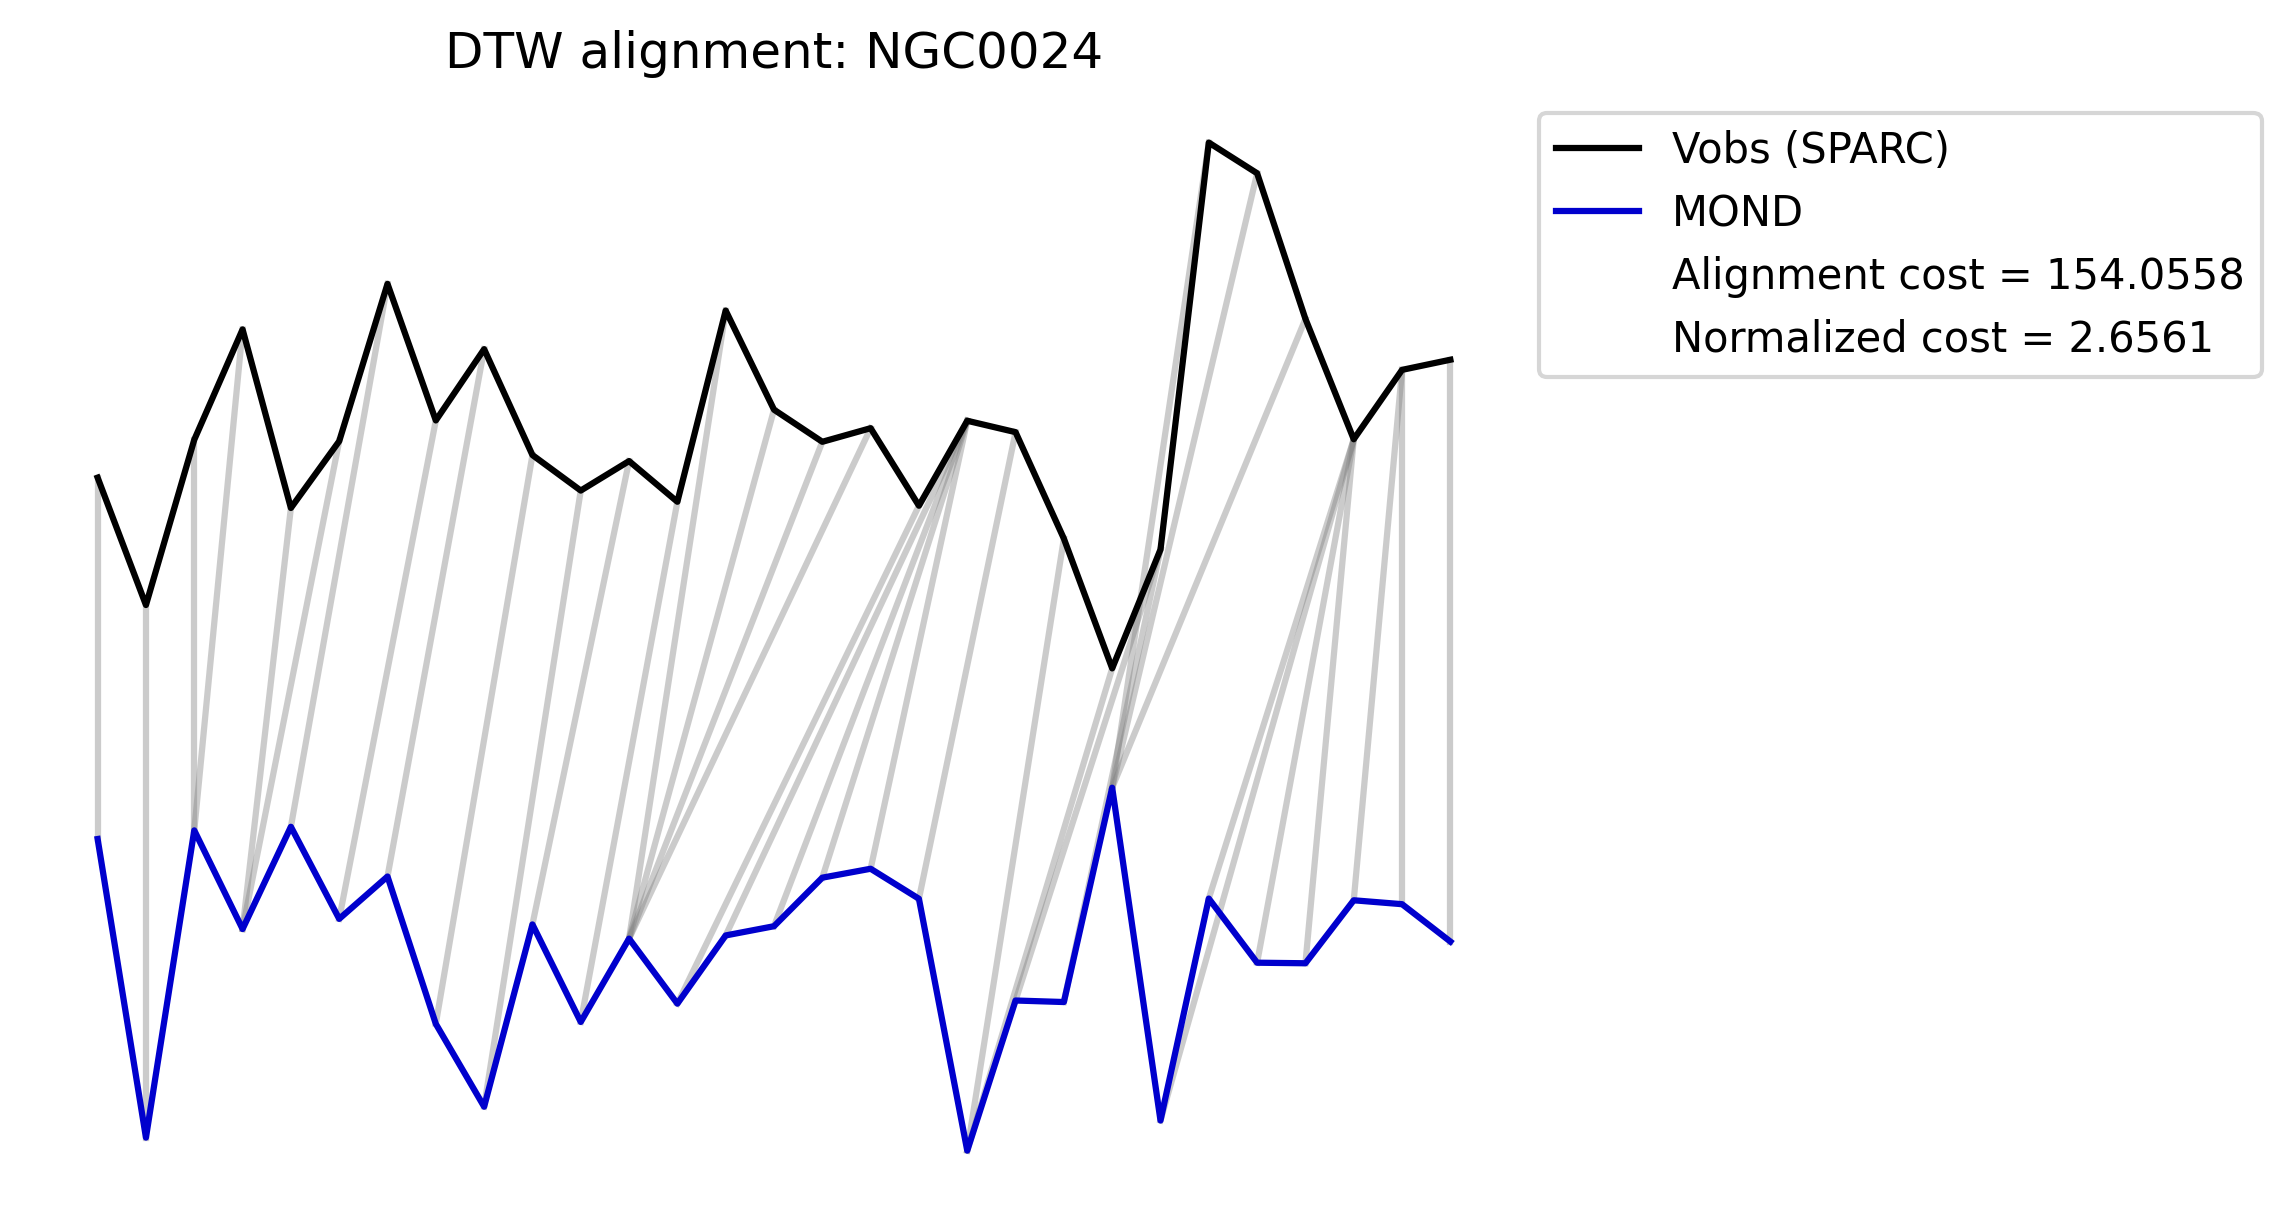 DTW alignment: NGC0024
Vobs (SPARC)
MOND
Alignment cost = 154.0558
Normalized cost = 2.6561